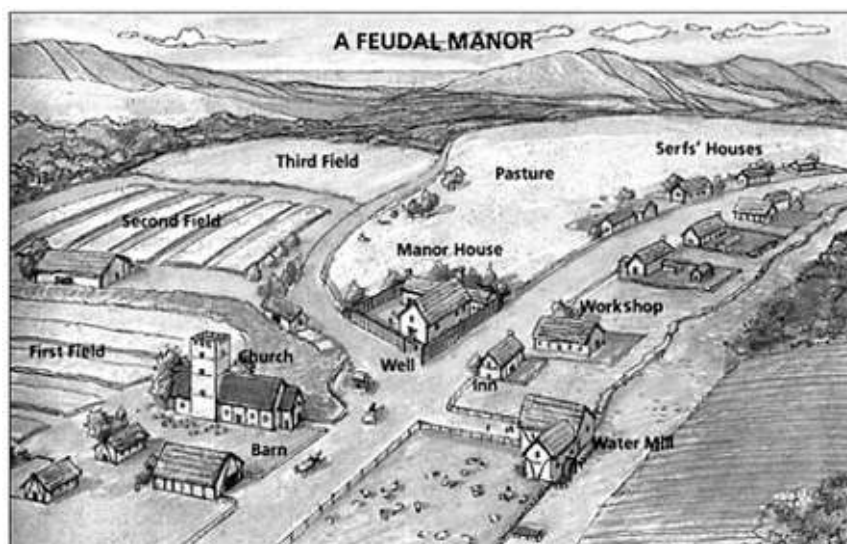 A FEUDAL MANOR
Third Field
Serfs' Houses
Pasture
Second Field
Manor House
Workshop
First Field
Church
Well
Inn
Barn
Water Mill